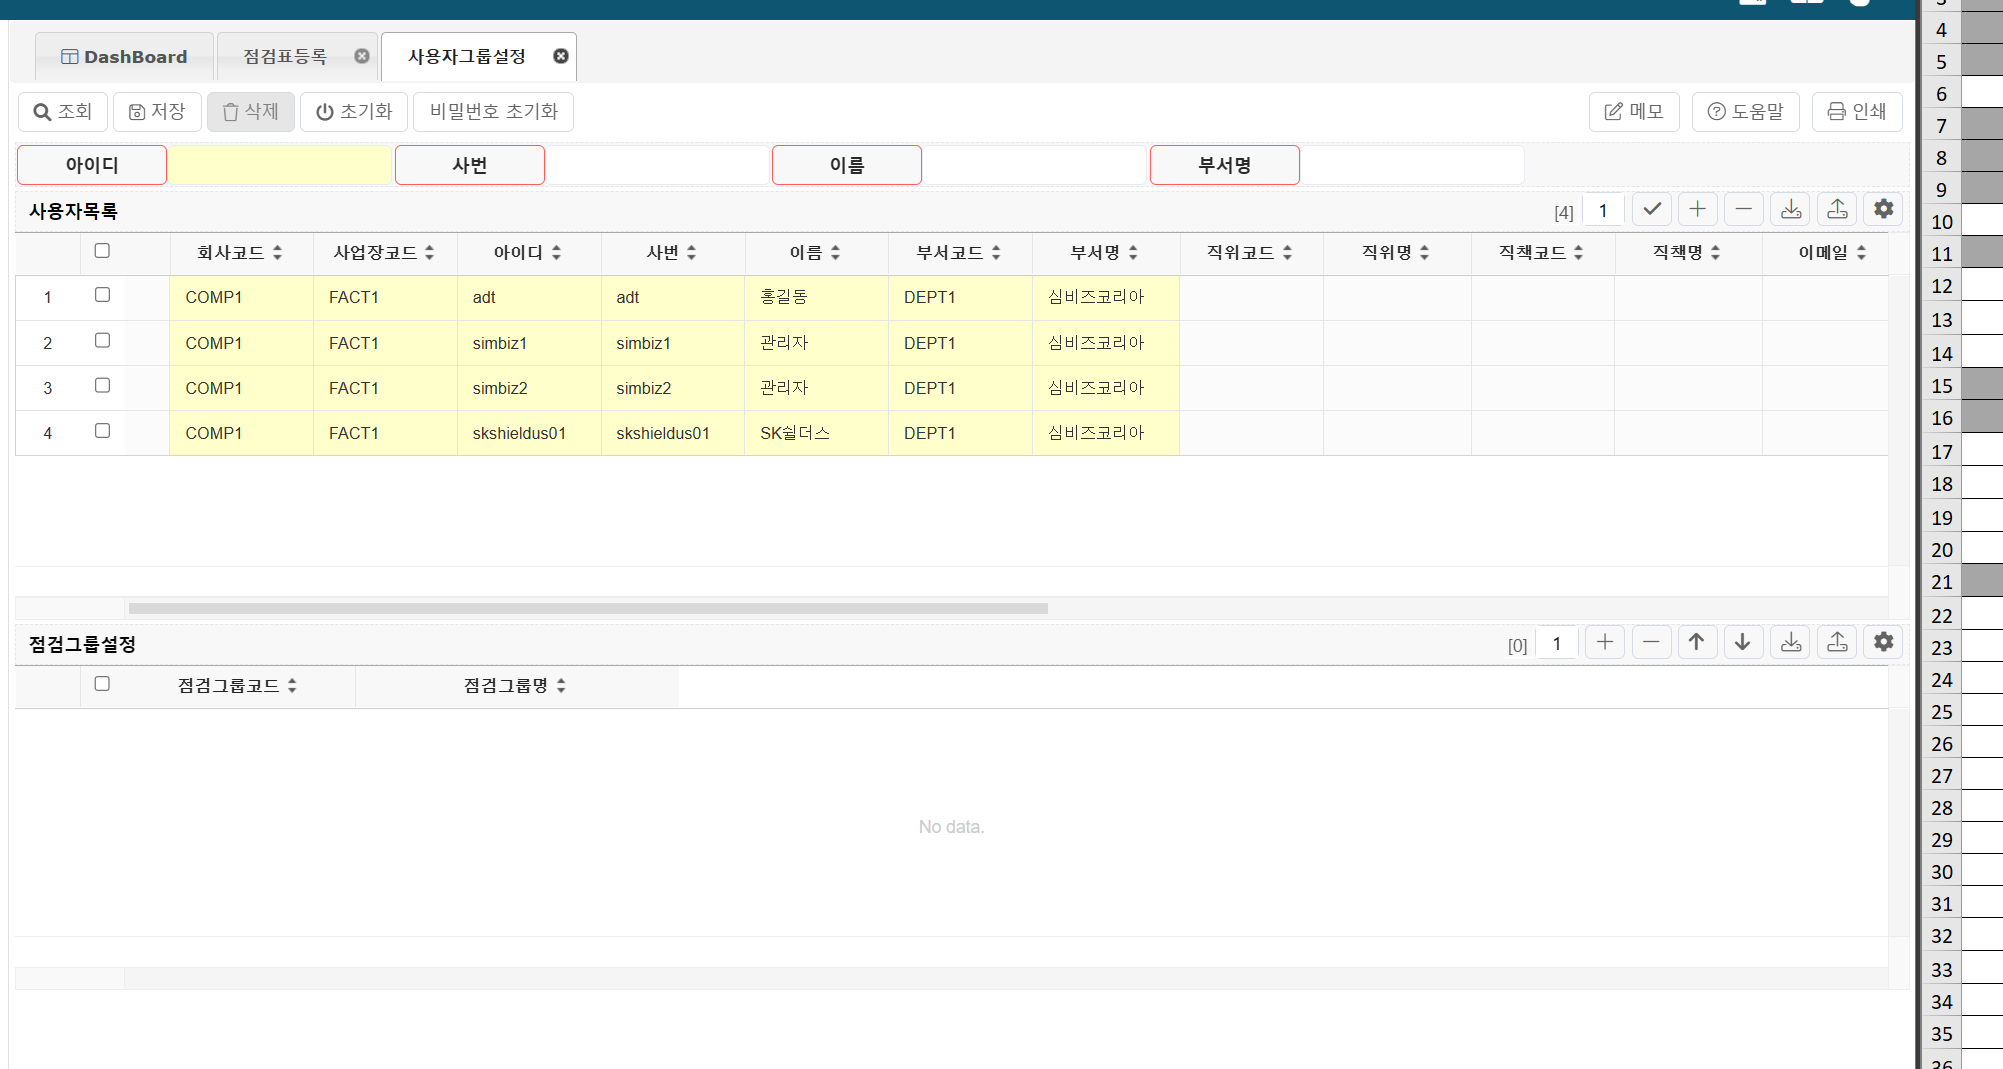 DashBoard 점검표등록 사용자그룹설정
조회 저장 삭제 초기화 비밀번호 초기화 메모 도움말 인쇄
아이디 사번 이름 부서명
사용자목록 [4] 1
회사코드 사업장코드 아이디 사번 이름 부서코드 부서명 직위코드 직위명 직책코드 직책명 이메일
1 COMP1 FACT1 adt adt 홍길동 DEPT1 심비즈코리아
2 COMP1 FACT1 simbiz1 simbiz1 관리자 DEPT1 심비즈코리아
3 COMP1 FACT1 simbiz2 simbiz2 관리자 DEPT1 심비즈코리아
4 COMP1 FACT1 skshieldus01 skshieldus01 SK쉴더스 DEPT1 심비즈코리아
점검그룹설정 [0] 1
점검그룹코드 점검그룹명
No data.
3
4
5
6
7
8
9
10
11
12
13
14
15
16
17
18
19
20
21
22
23
24
25
26
27
28
29
30
31
32
33
34
35
36